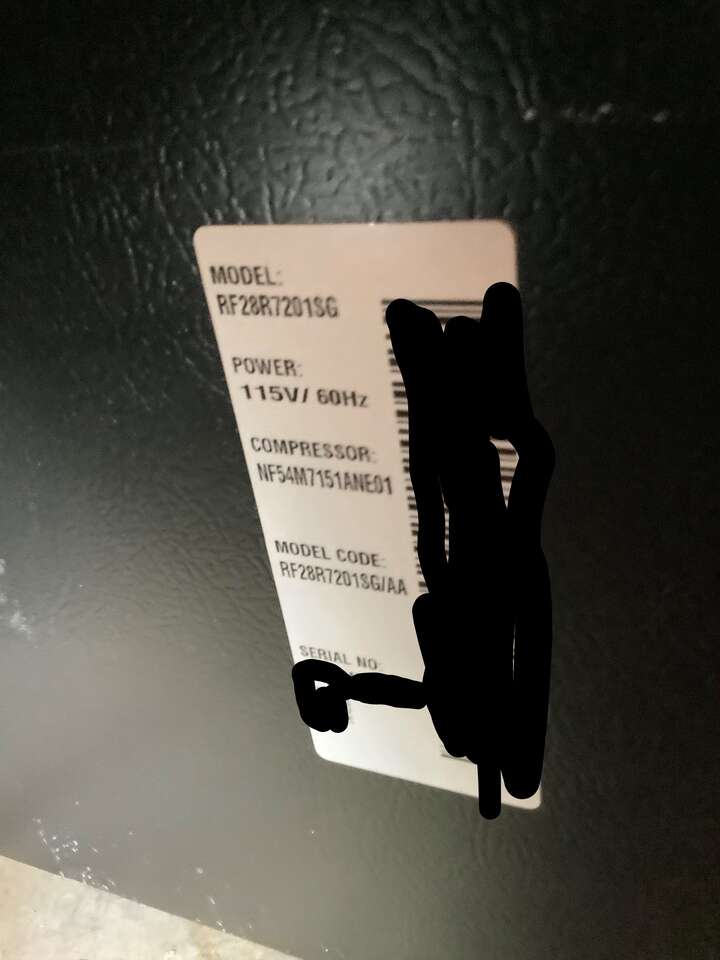 MODEL:
RF28R7201SG
POWER:
115V/ 60Hz
COMPRESSOR:
NF54M7151ANE01
MODEL CODE:
RF28R7201SG/AA
SERIAL NO: